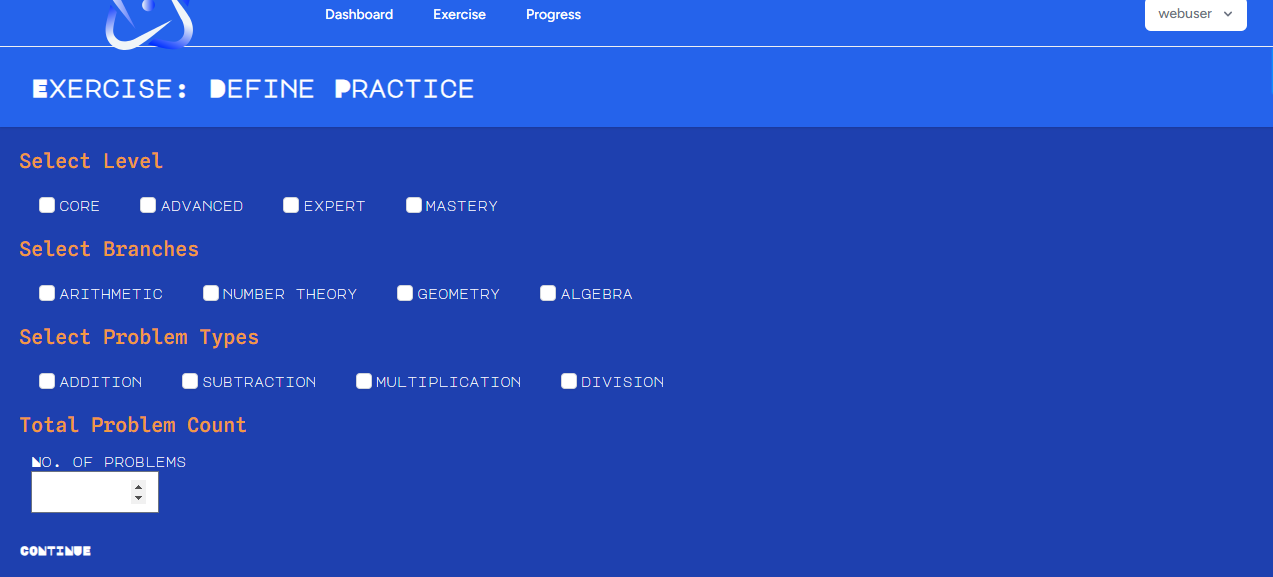 Dashboard Exercise Progress webuser
Exercise: Define Practice
Select Level
CORE ADVANCED EXPERT MASTERY
Select Branches
ARITHMETIC NUMBER THEORY GEOMETRY ALGEBRA
Select Problem Types
ADDITION SUBTRACTION MULTIPLICATION DIVISION
Total Problem Count
No. OF PROBLEMS
CONTINUE